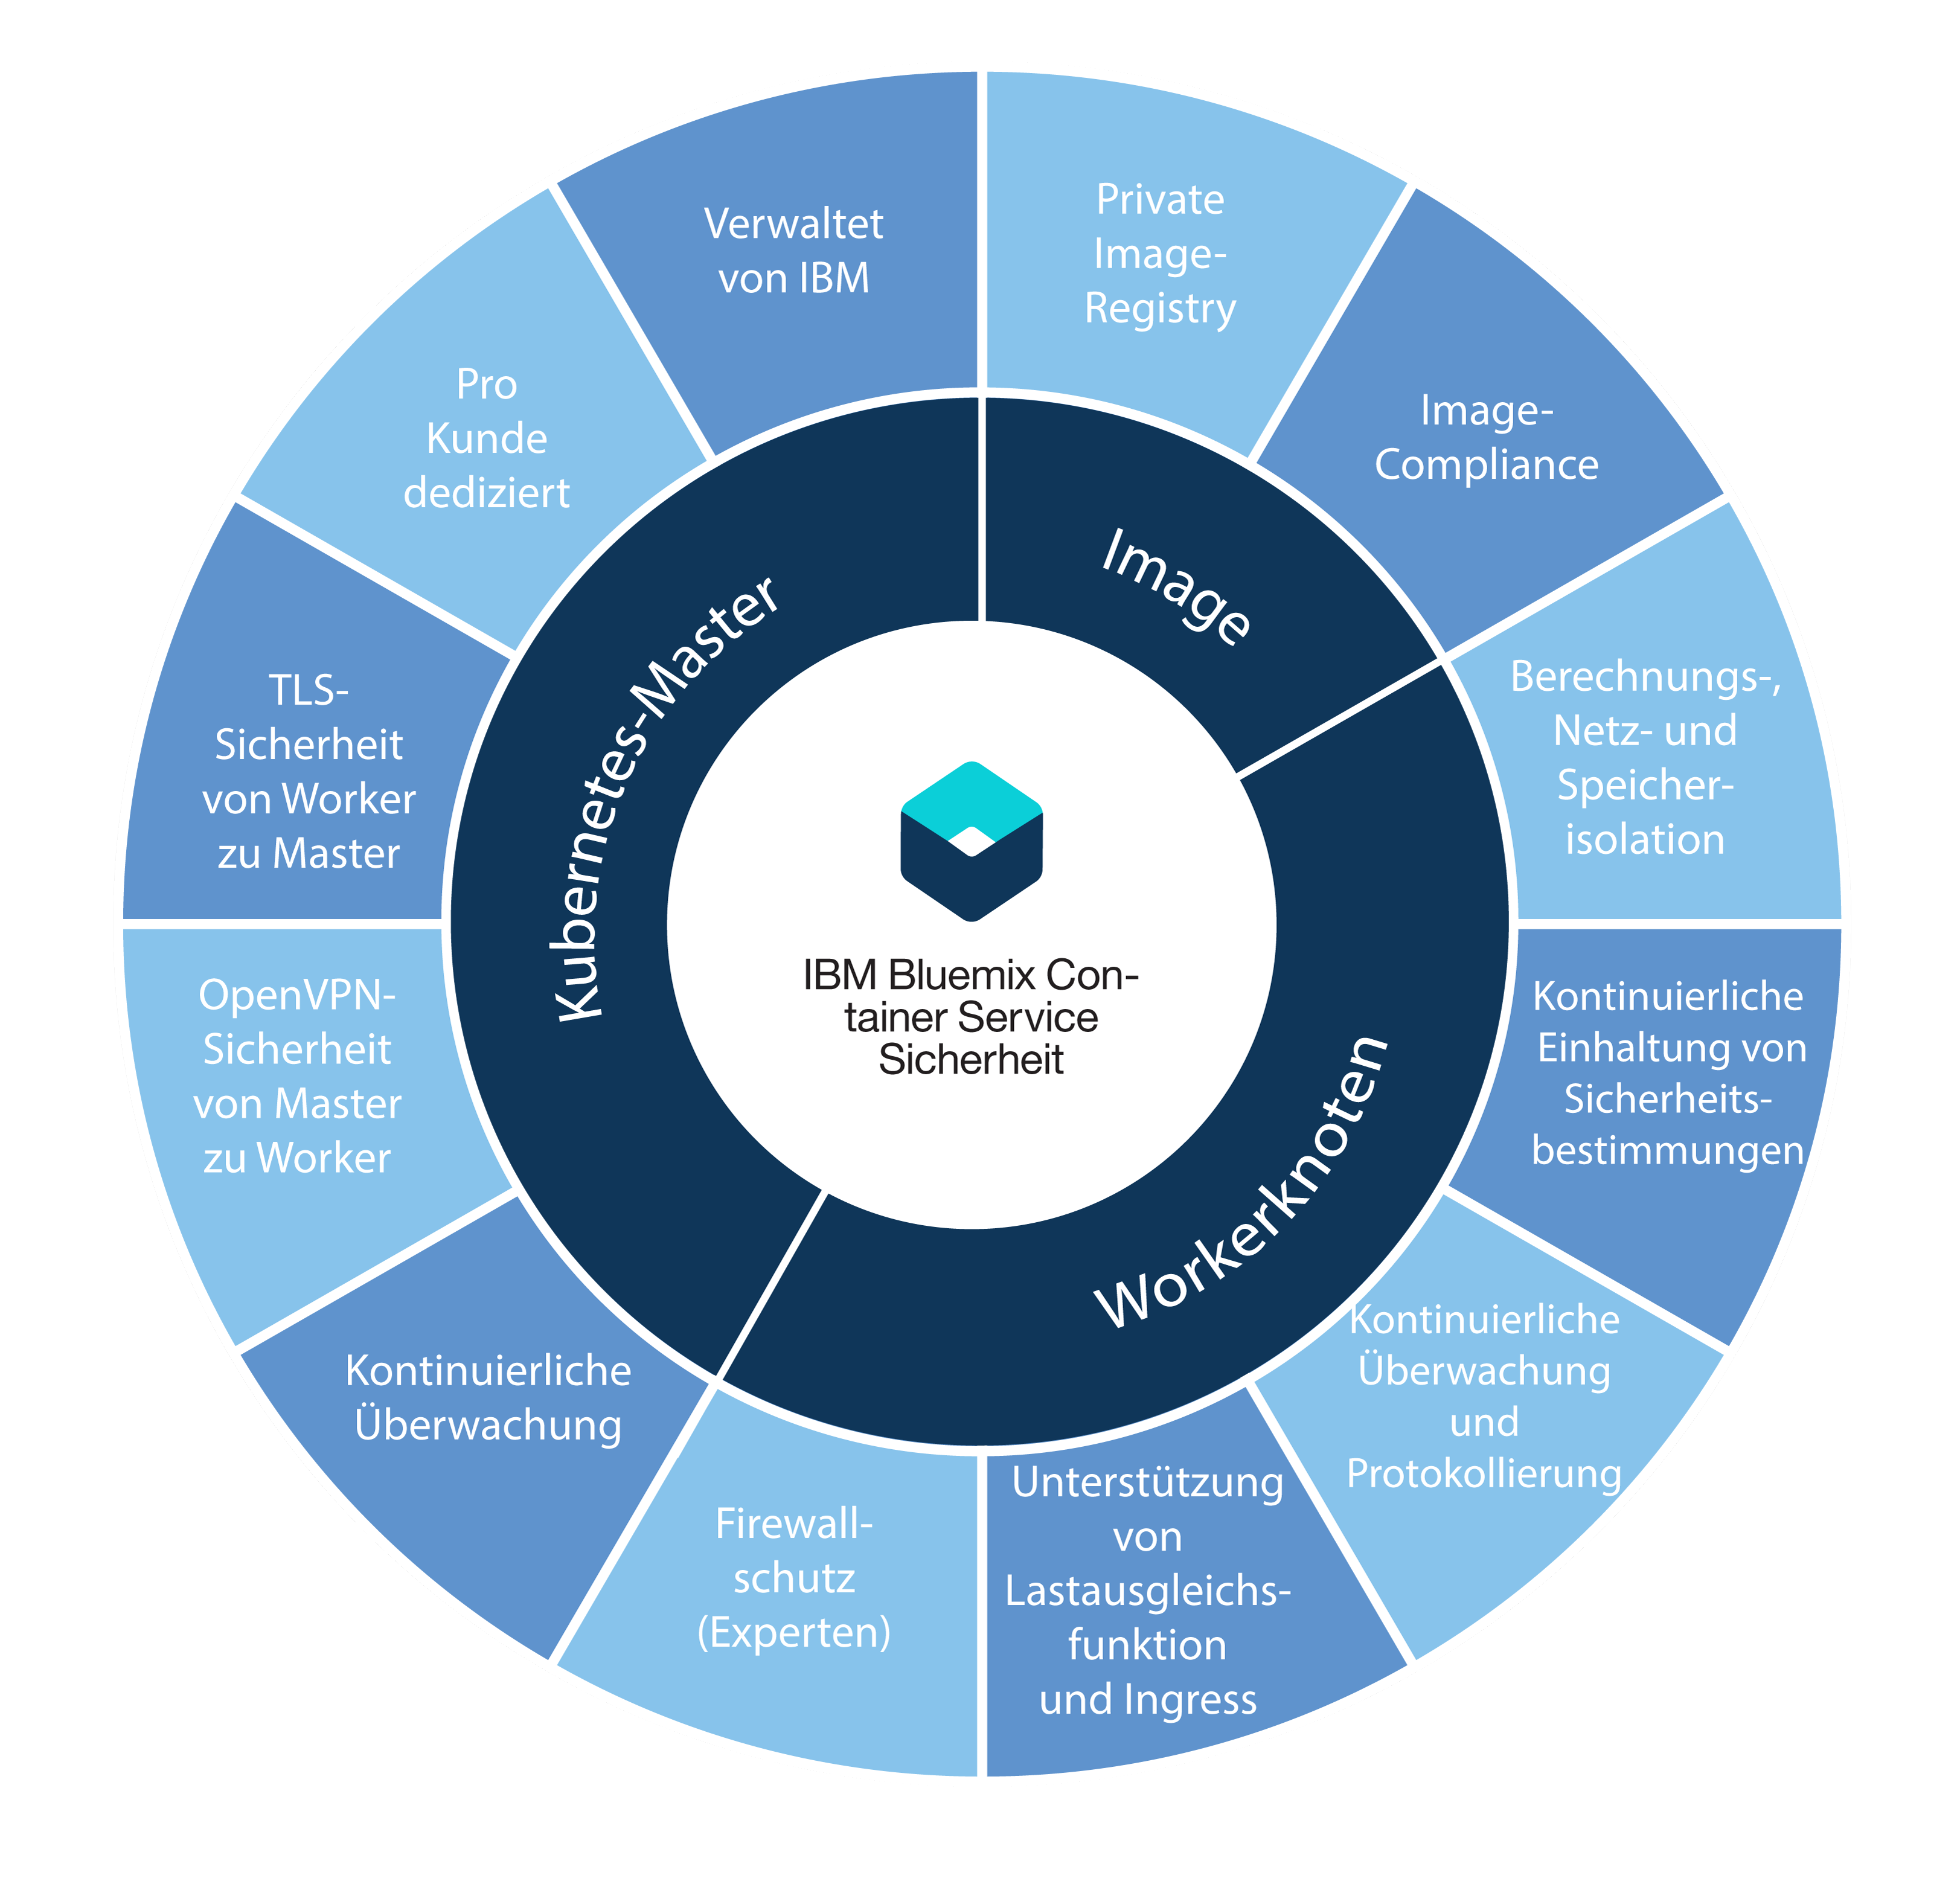 Verwaltet
von IBM
Private
Image-
Registry
Image-
Compliance
Berechnungs-,
Netz- und
Speicher-
isolation
Kontinuierliche
Einhaltung von
Sicherheits-
bestimmungen
Kontinuierliche
Überwachung
und
Protokollierung
Unterstützung
von
Lastausgleichs-
funktion
und Ingress
Firewall-
schutz
(Experten)
Kontinuierliche
Überwachung
OpenVPN-
Sicherheit
von Master
zu Worker
TLS-
Sicherheit
von Worker
zu Master
Pro
Kunde
dediziert
Kubernetes-Master
Image
Workerknoten
IBM Bluemix Con-
tainer Service
Sicherheit